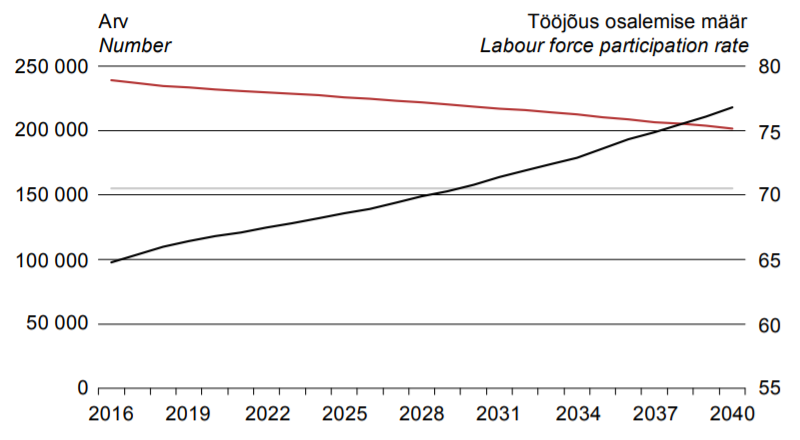 Arv
Number
Tööjõus osalemise määr
Labour force participation rate
250 000
200 000
150 000
100 000
50 000
0
80
75
70
65
60
55
2016 2019 2022 2025 2028 2031 2034 2037 2040